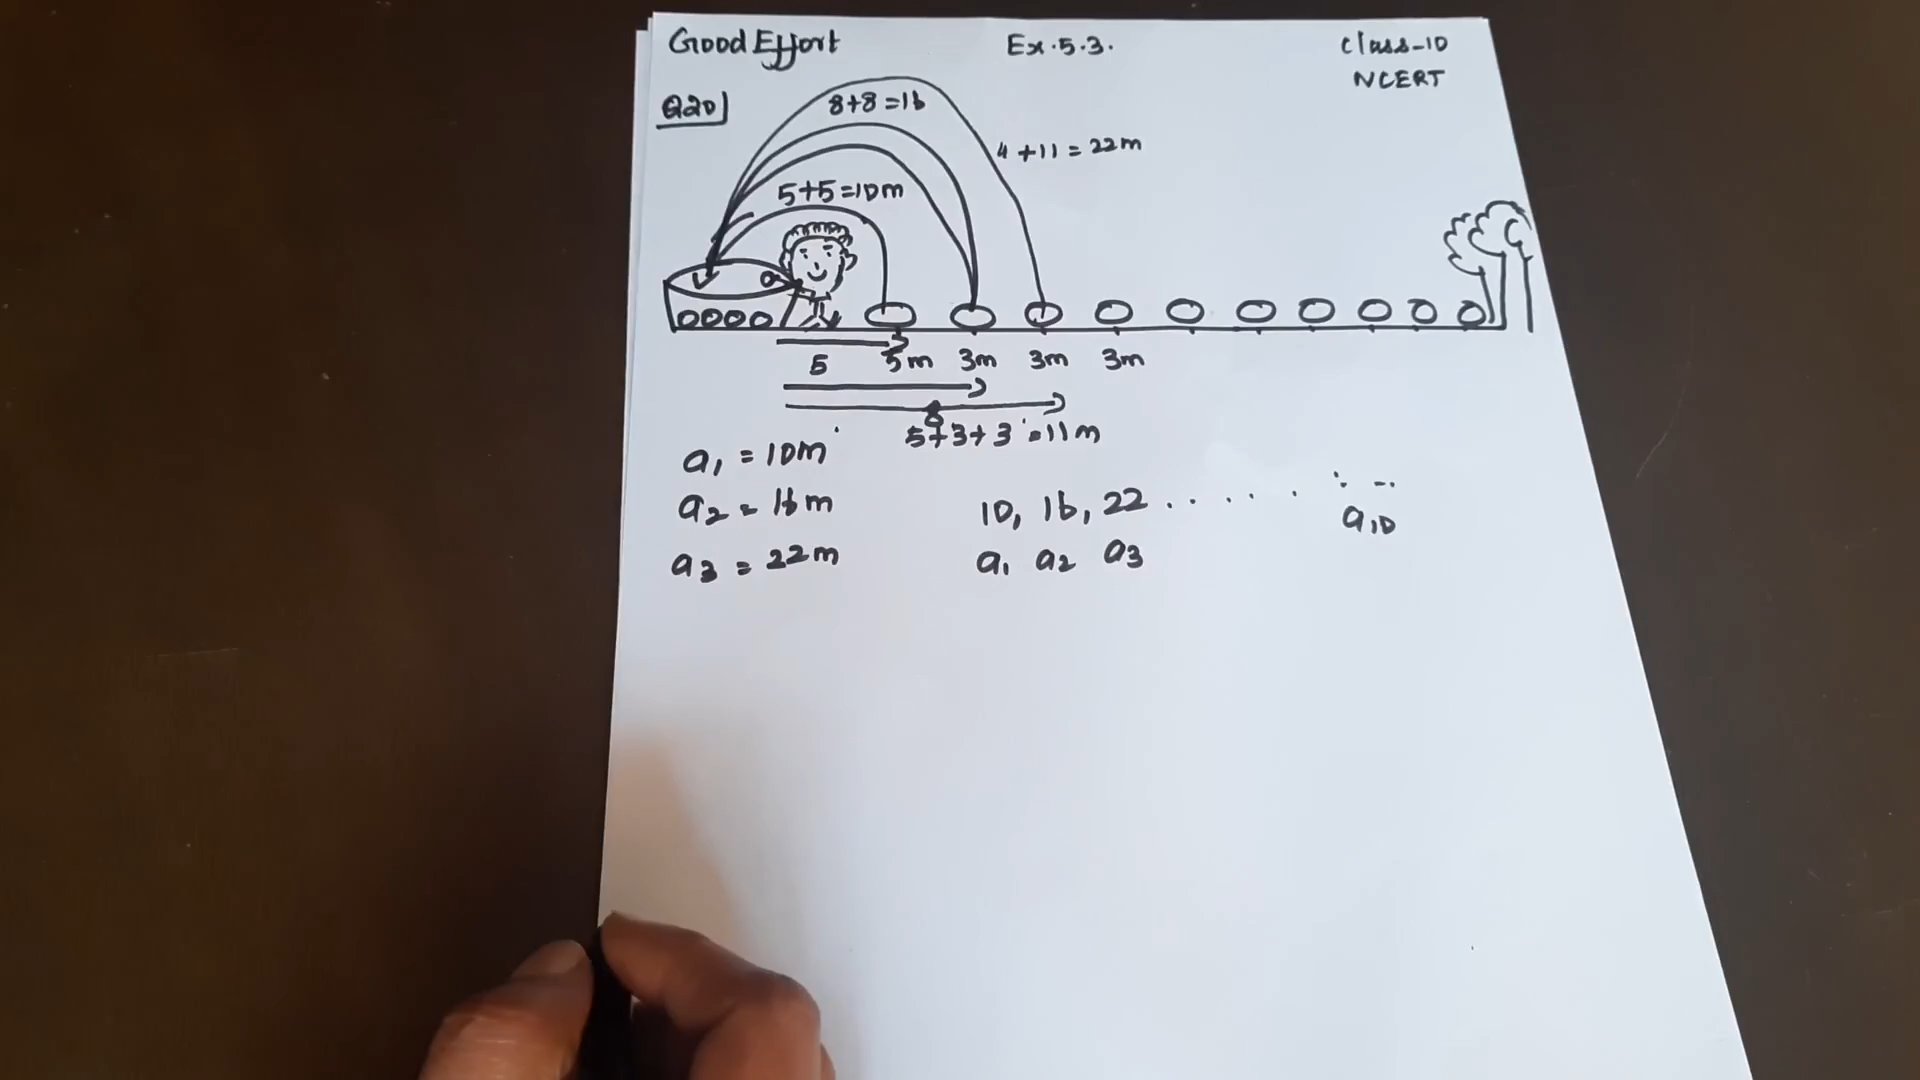 Good Effort Ex.5.3. Class-10
NCERT
Q20]
8+8=16
4+11=22m
5+5=10m
0000
5 5m 3m 3m 3m
5+3+3=11m
a₁ = 10m
a₂ = 16m
a₃ = 22m
10, 16, 22 . . . . . . . .
a₁₀
a₁ a₂ a₃